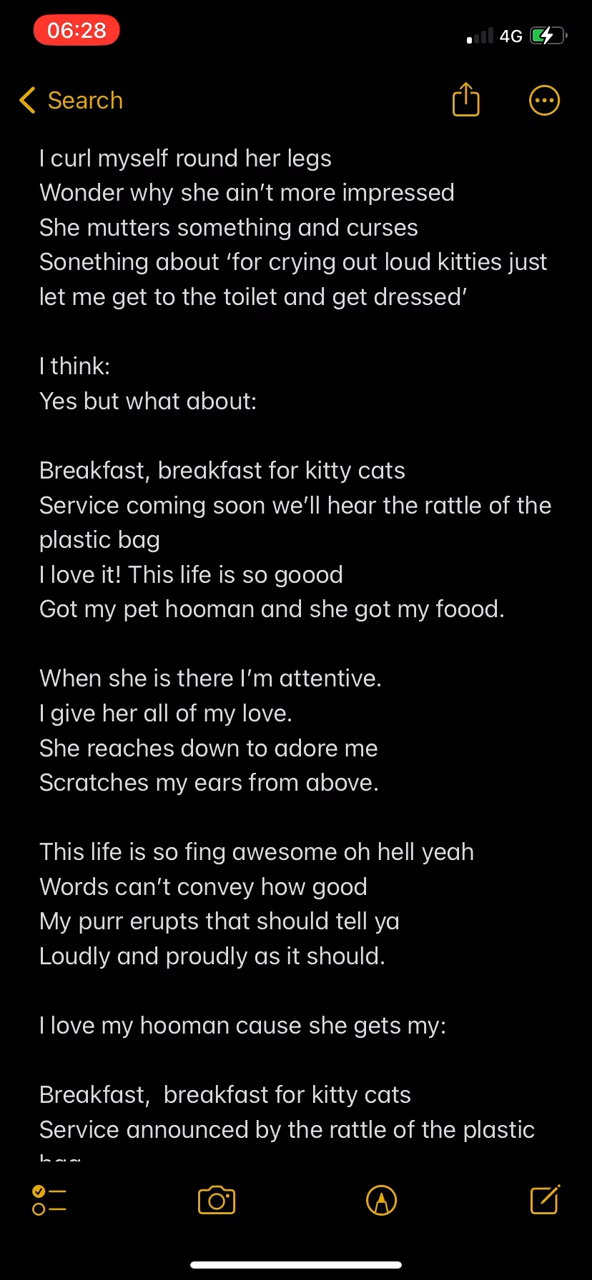 06:28
4G
Search
I curl myself round her legs
Wonder why she ain't more impressed
She mutters something and curses
Sonething about ‘for crying out loud kitties just
let me get to the toilet and get dressed’
I think:
Yes but what about:
Breakfast, breakfast for kitty cats
Service coming soon we’ll hear the rattle of the
plastic bag
I love it! This life is so goood
Got my pet hooman and she got my foood.
When she is there I’m attentive.
I give her all of my love.
She reaches down to adore me
Scratches my ears from above.
This life is so fing awesome oh hell yeah
Words can’t convey how good
My purr erupts that should tell ya
Loudly and proudly as it should.
I love my hooman cause she gets my:
Breakfast,  breakfast for kitty cats
Service announced by the rattle of the plastic